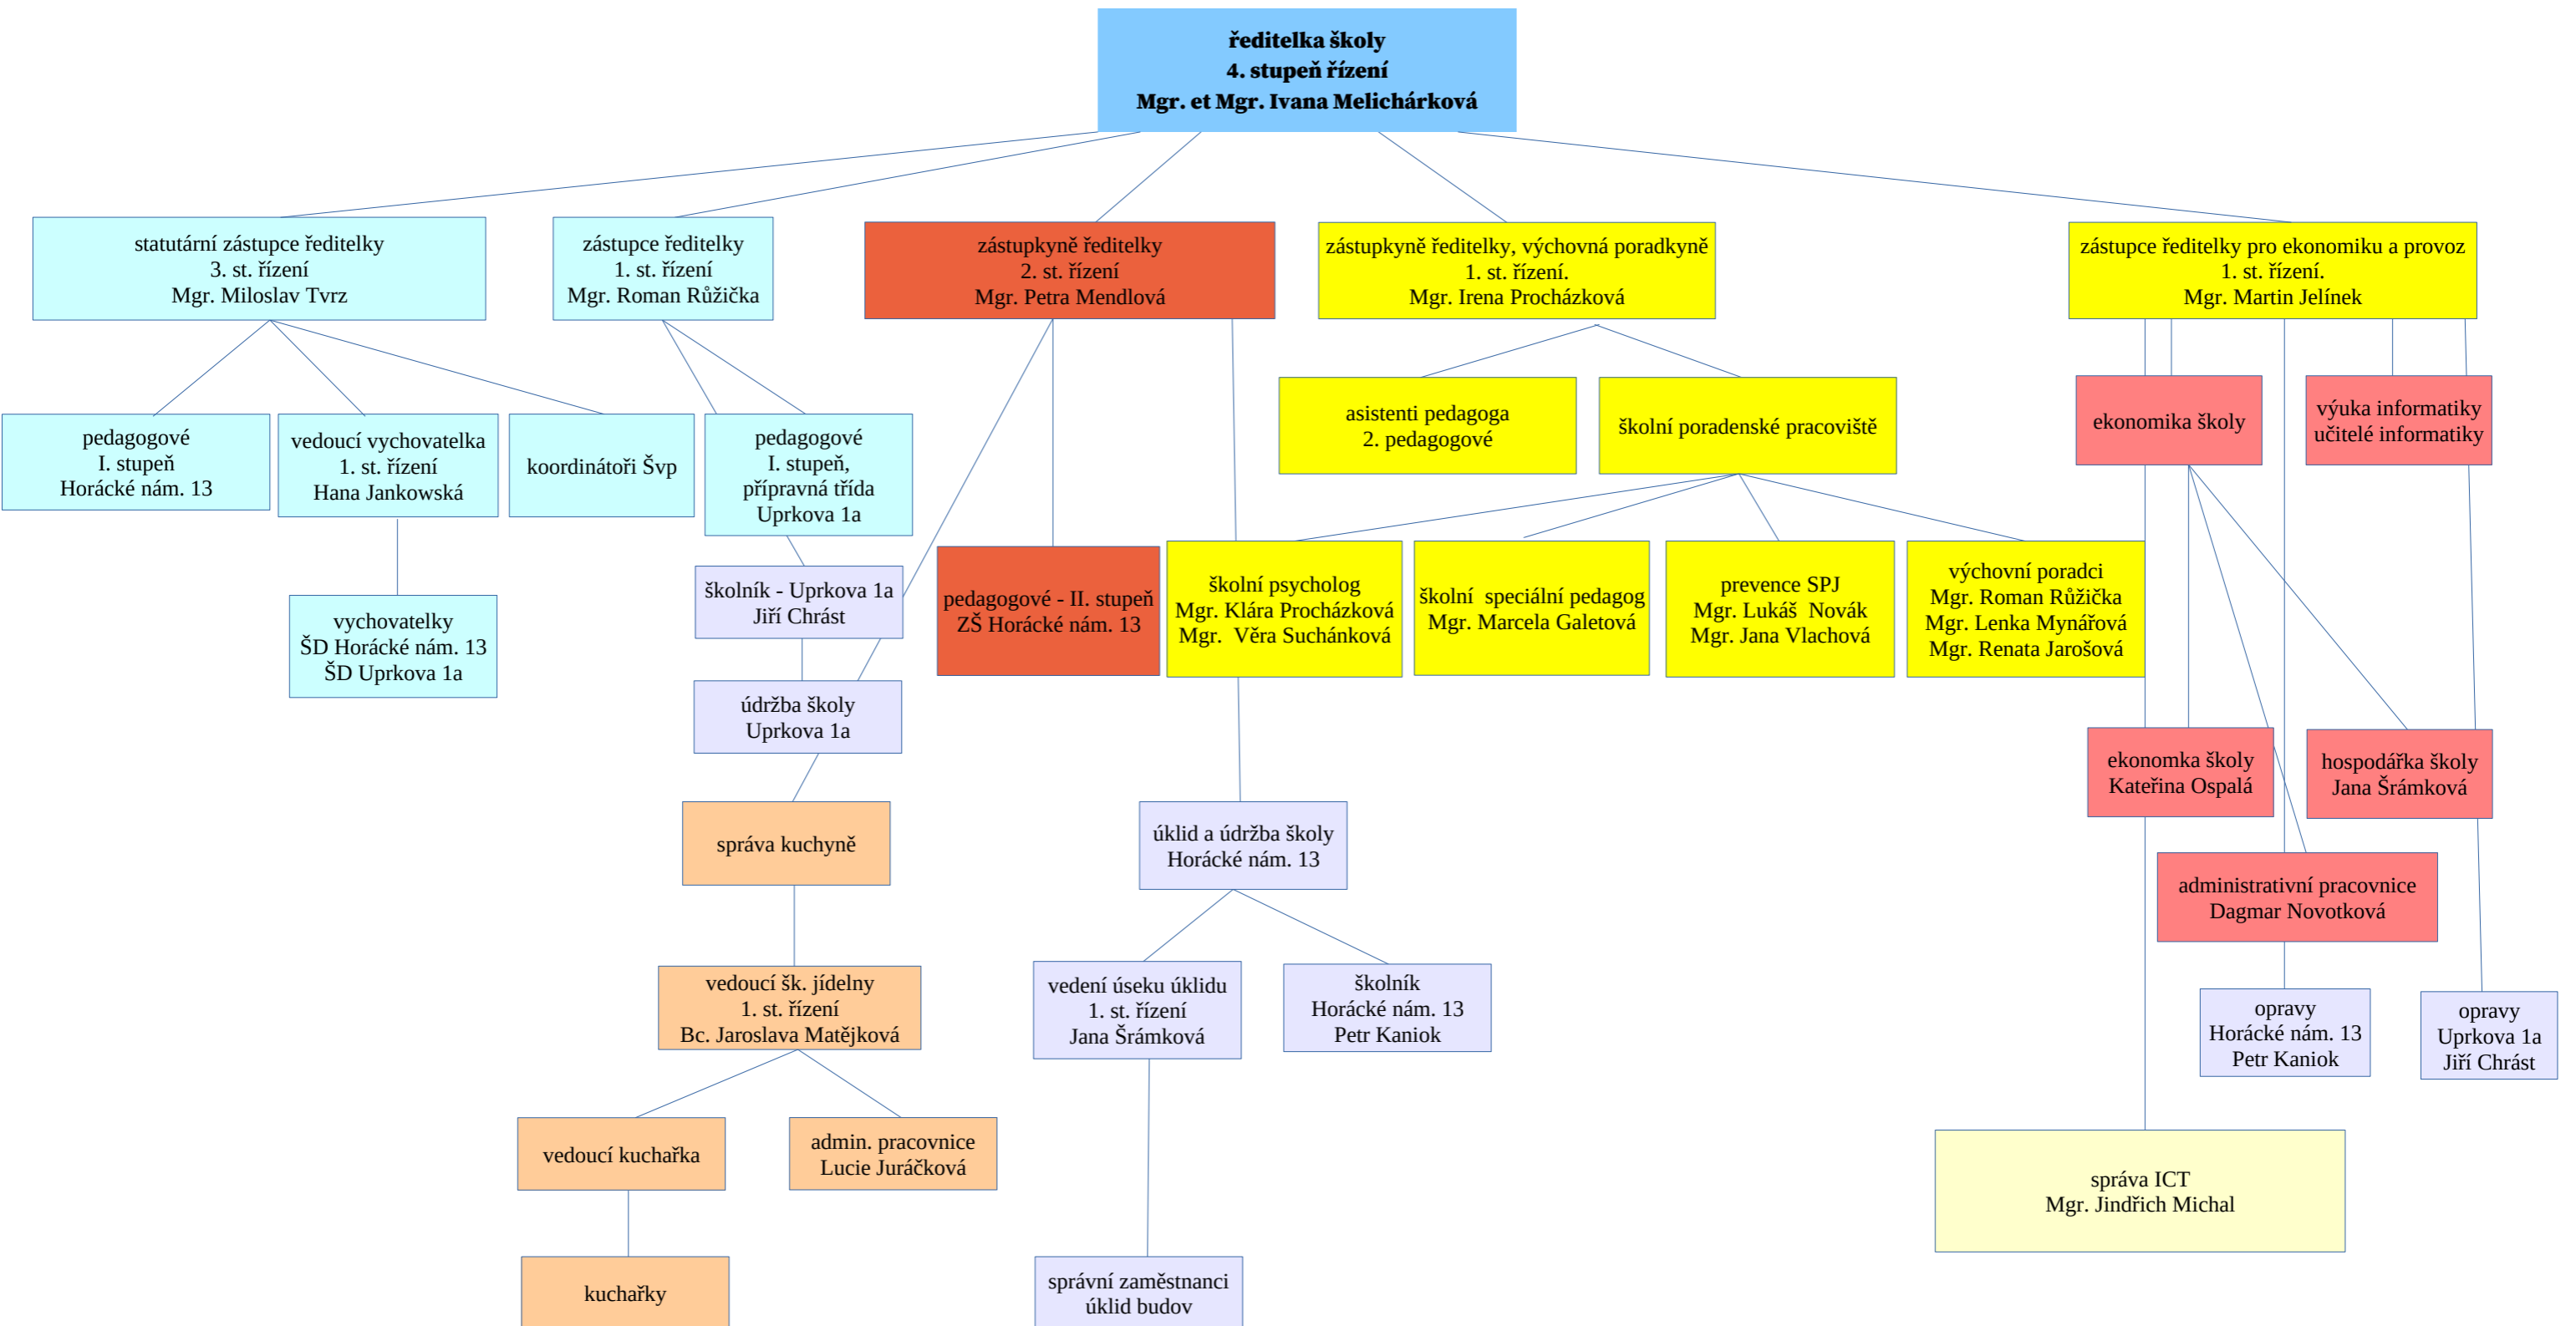 ředitelka školy
4. stupeň řízení
Mgr. et Mgr. Ivana Melichárková
statutární zástupce ředitelky
3. st. řízení
Mgr. Miloslav Tvrz
zástupce ředitelky
1. st. řízení
Mgr. Roman Růžička
zástupkyně ředitelky
2. st. řízení
Mgr. Petra Mendlová
zástupkyně ředitelky, výchovná poradkyně
1. st. řízení.
Mgr. Irena Procházková
zástupce ředitelky pro ekonomiku a provoz
1. st. řízení.
Mgr. Martin Jelínek
pedagogové
I. stupeň
Horácké nám. 13
vedoucí vychovatelka
1. st. řízení
Hana Jankowská
koordinátoři Švp
pedagogové
I. stupeň,
přípravná třída
Uprkova 1a
asistenti pedagoga
2. pedagogové
školní poradenské pracoviště
ekonomika školy
výuka informatiky
učitelé informatiky
vychovatelky
ŠD Horácké nám. 13
ŠD Uprkova 1a
školník - Uprkova 1a
Jiří Chrást
pedagogové - II. stupeň
ZŠ Horácké nám. 13
školní psycholog
Mgr. Klára Procházková
Mgr. Věra Suchánková
školní speciální pedagog
Mgr. Marcela Galetová
prevence SPJ
Mgr. Lukáš Novák
Mgr. Jana Vlachová
výchovní poradci
Mgr. Roman Růžička
Mgr. Lenka Mynářová
Mgr. Renata Jarošová
údržba školy
Uprkova 1a
ekonomka školy
Kateřina Ospalá
hospodářka školy
Jana Šrámková
správa kuchyně
úklid a údržba školy
Horácké nám. 13
administrativní pracovnice
Dagmar Novotková
vedoucí šk. jídelny
1. st. řízení
Bc. Jaroslava Matějková
vedení úseku úklidu
1. st. řízení
Jana Šrámková
školník
Horácké nám. 13
Petr Kaniok
opravy
Horácké nám. 13
Petr Kaniok
opravy
Uprkova 1a
Jiří Chrást
vedoucí kuchařka
admin. pracovnice
Lucie Juráčková
správa ICT
Mgr. Jindřich Michal
kuchařky
správní zaměstnanci
úklid budov